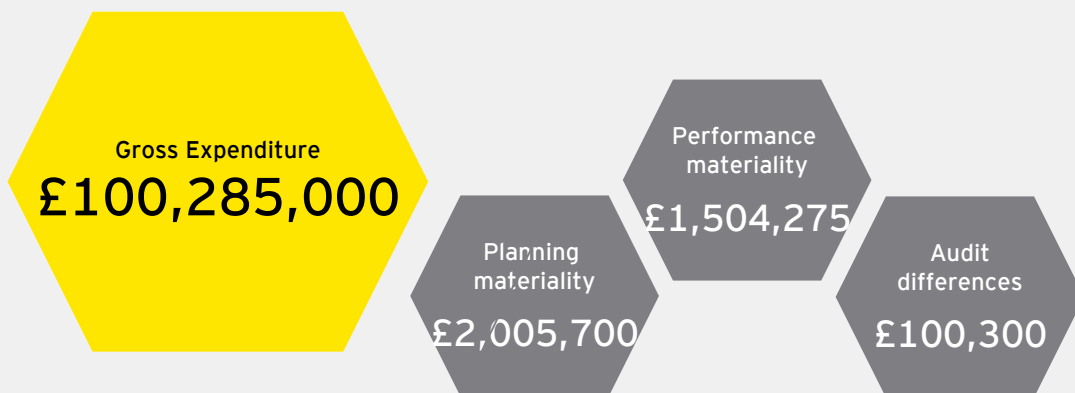 Gross Expenditure
£100,285,000
Planning
materiality
£2,005,700
Performance
materiality
£1,504,275
Audit
differences
£100,300